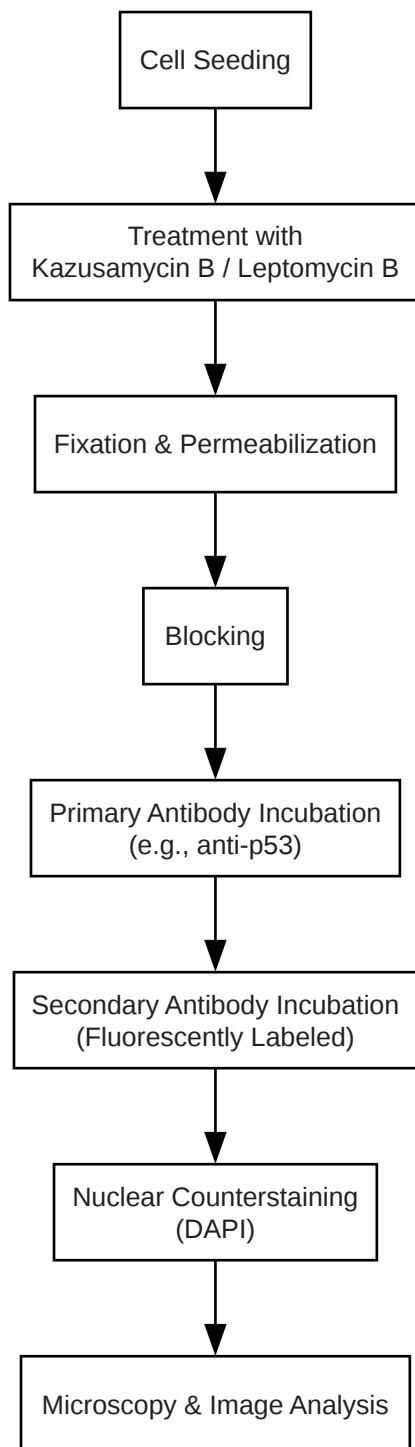 Cell Seeding
Treatment with
Kazusamycin B / Leptomycin B
Fixation & Permeabilization
Blocking
Primary Antibody Incubation
(e.g., anti-p53)
Secondary Antibody Incubation
(Fluorescently Labeled)
Nuclear Counterstaining
(DAPI)
Microscopy & Image Analysis